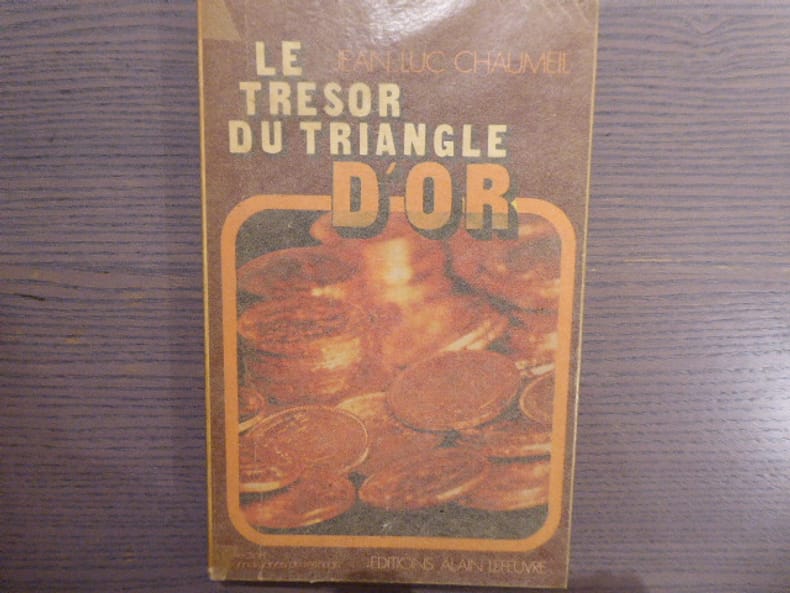 JEAN LUC CHAUMEIL
LE
TRESOR
DU TRIANGLE
D'OR
EDITIONS ALAIN LEFEUVRE